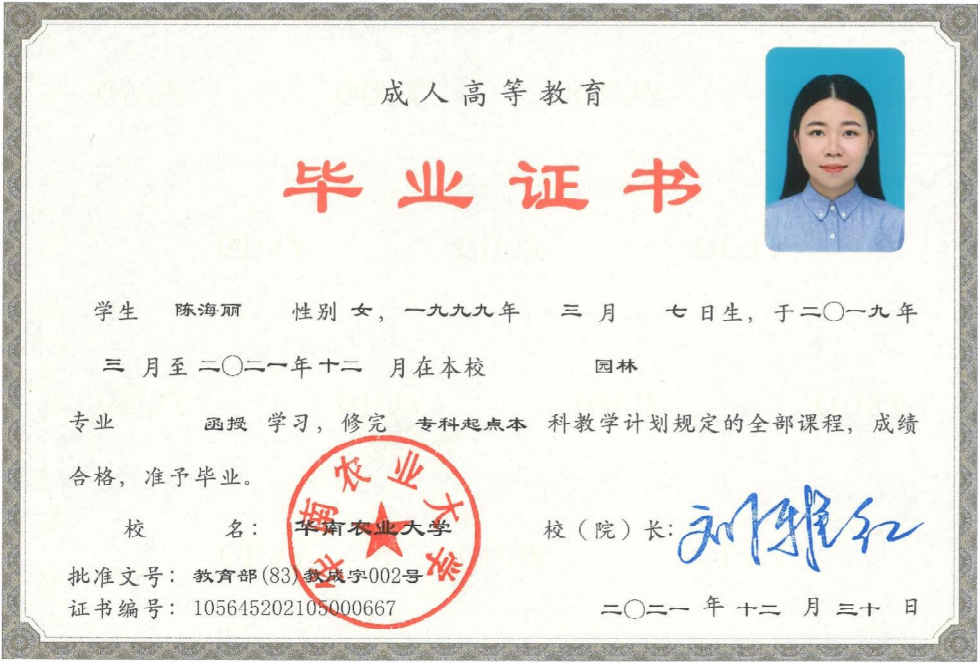 成人高等教育
毕业证书
学生 陈海丽 性别 女，一九九九年 三 月 七 日生，于二〇一九年
三 月至 二〇二一年 十二 月在本校 园林
专业 函授 学习，修完 专科起点本 科教学计划规定的全部课程，成绩
合格，准予毕业。
校 名：华南农业大学 校（院）长：刘雅红
华南农业大学
批准文号：教育部(83)教成字002号
证书编号：105645202105000667 二〇二一 年 十二 月 三十 日